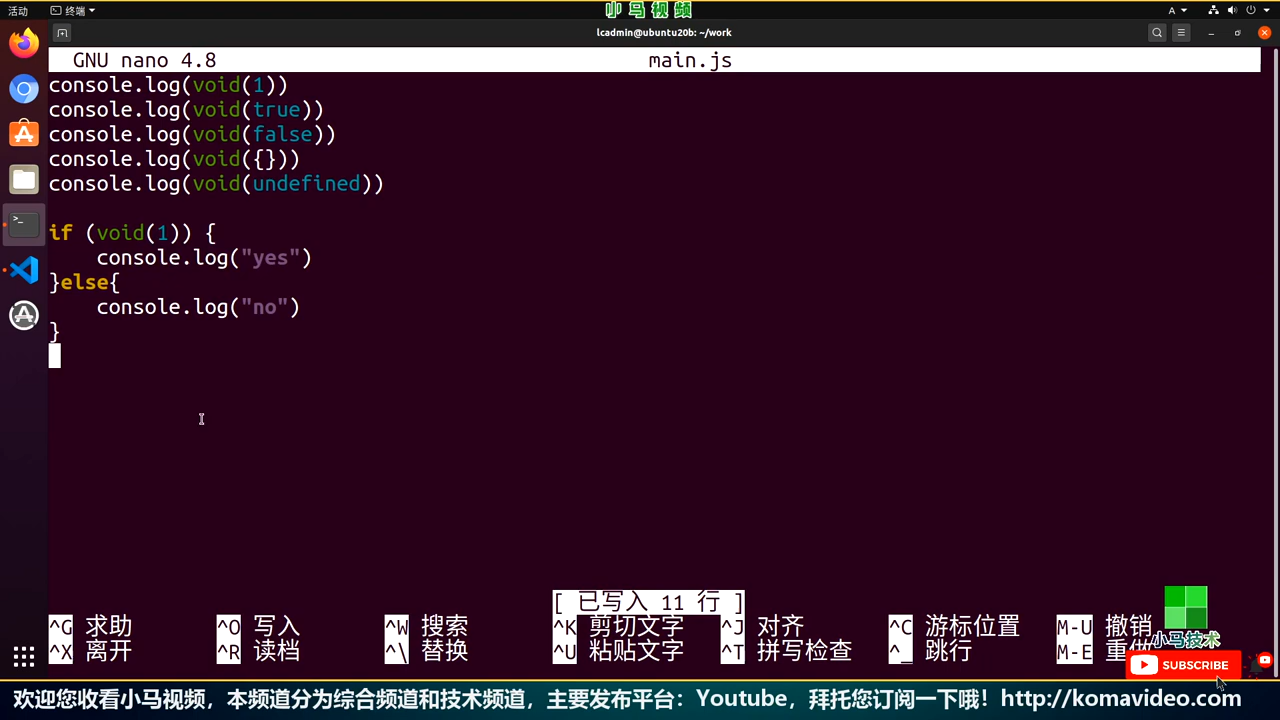 小马视频
活动 终端 A
lcadmin@ubuntu20b: ~/work
GNU nano 4.8 main.js
console.log(void(1))
console.log(void(true))
console.log(void(false))
console.log(void({}))
console.log(void(undefined))
if (void(1)) {
console.log("yes")
}else{
console.log("no")
}
[ 已写入 11 行 ]
^G 求助 ^O 写入 ^W 搜索 ^K 剪切文字 ^J 对齐 ^C 游标位置 M-U 撤销
^X 离开 ^R 读档 ^\ 替换 ^U 粘贴文字 ^T 拼写检查 ^_ 跳行 M-E 重做
小马技术
SUBSCRIBE
欢迎您收看小马视频，本频道分为综合频道和技术频道，主要发布平台：Youtube，拜托您订阅一下哦！http://komavideo.com